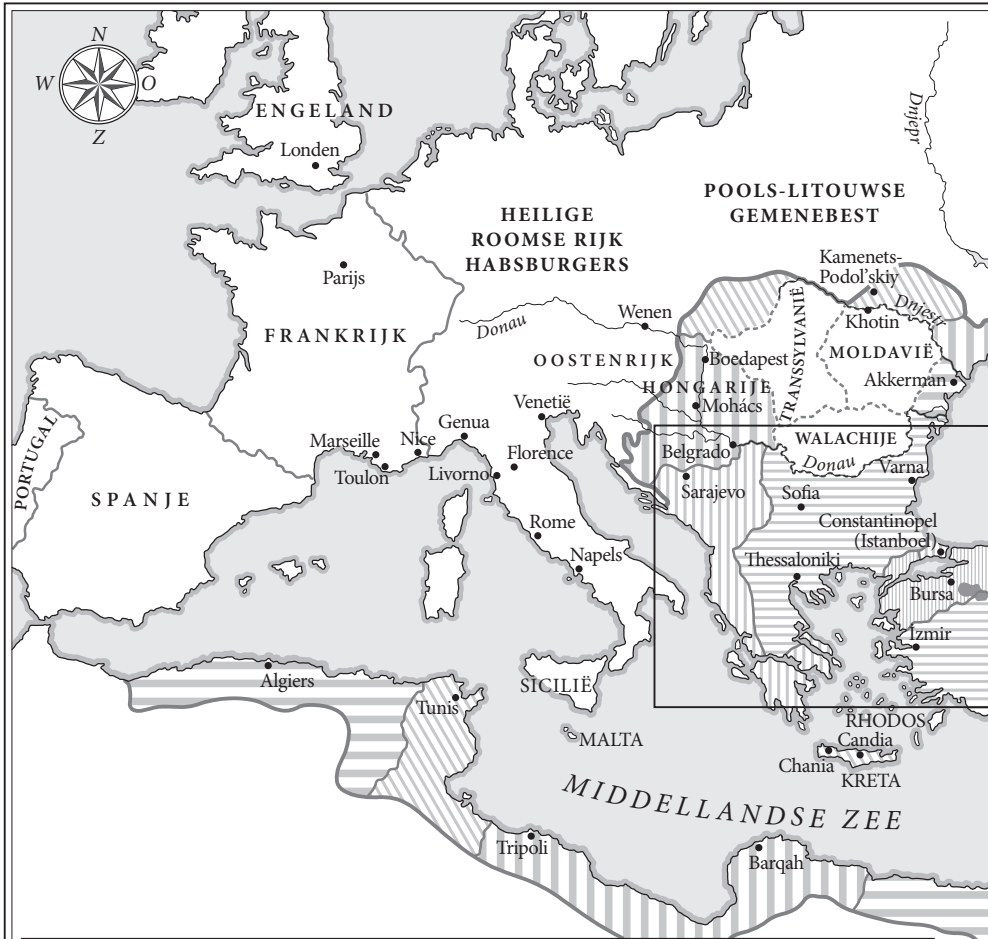 N
W
O
Z
ENGELAND
Londen
Dnjepr
POOLS-LITOUWSE
GEMENEBEST
HEILIGE
ROOMSE RIJK
HABSBURGERS
Parijs
Kamenets-
Podol'skiy
Dnjestr
Khotin
Wenen
Donau
FRANKRIJK
TRANSSYLVANIË
MOLDAVIË
OOSTENRIJK
Boedapest
HONGARIJE
Akkerman
Mohács
Venetië
Genua
Marseille
Nice
Toulon
Livorno
Florence
WALACHIJE
Belgrado
Donau
PORTUGAL
SPANJE
Sarajevo
Varna
Sofia
Rome
Constantinopel
(Istanboel)
Napels
Thessaloniki
Bursa
Izmir
Algiers
SICILIË
Tunis
RHODOS
MALTA
Candia
Chania
KRETA
MIDDELLANDSE ZEE
Tripoli
Barqah